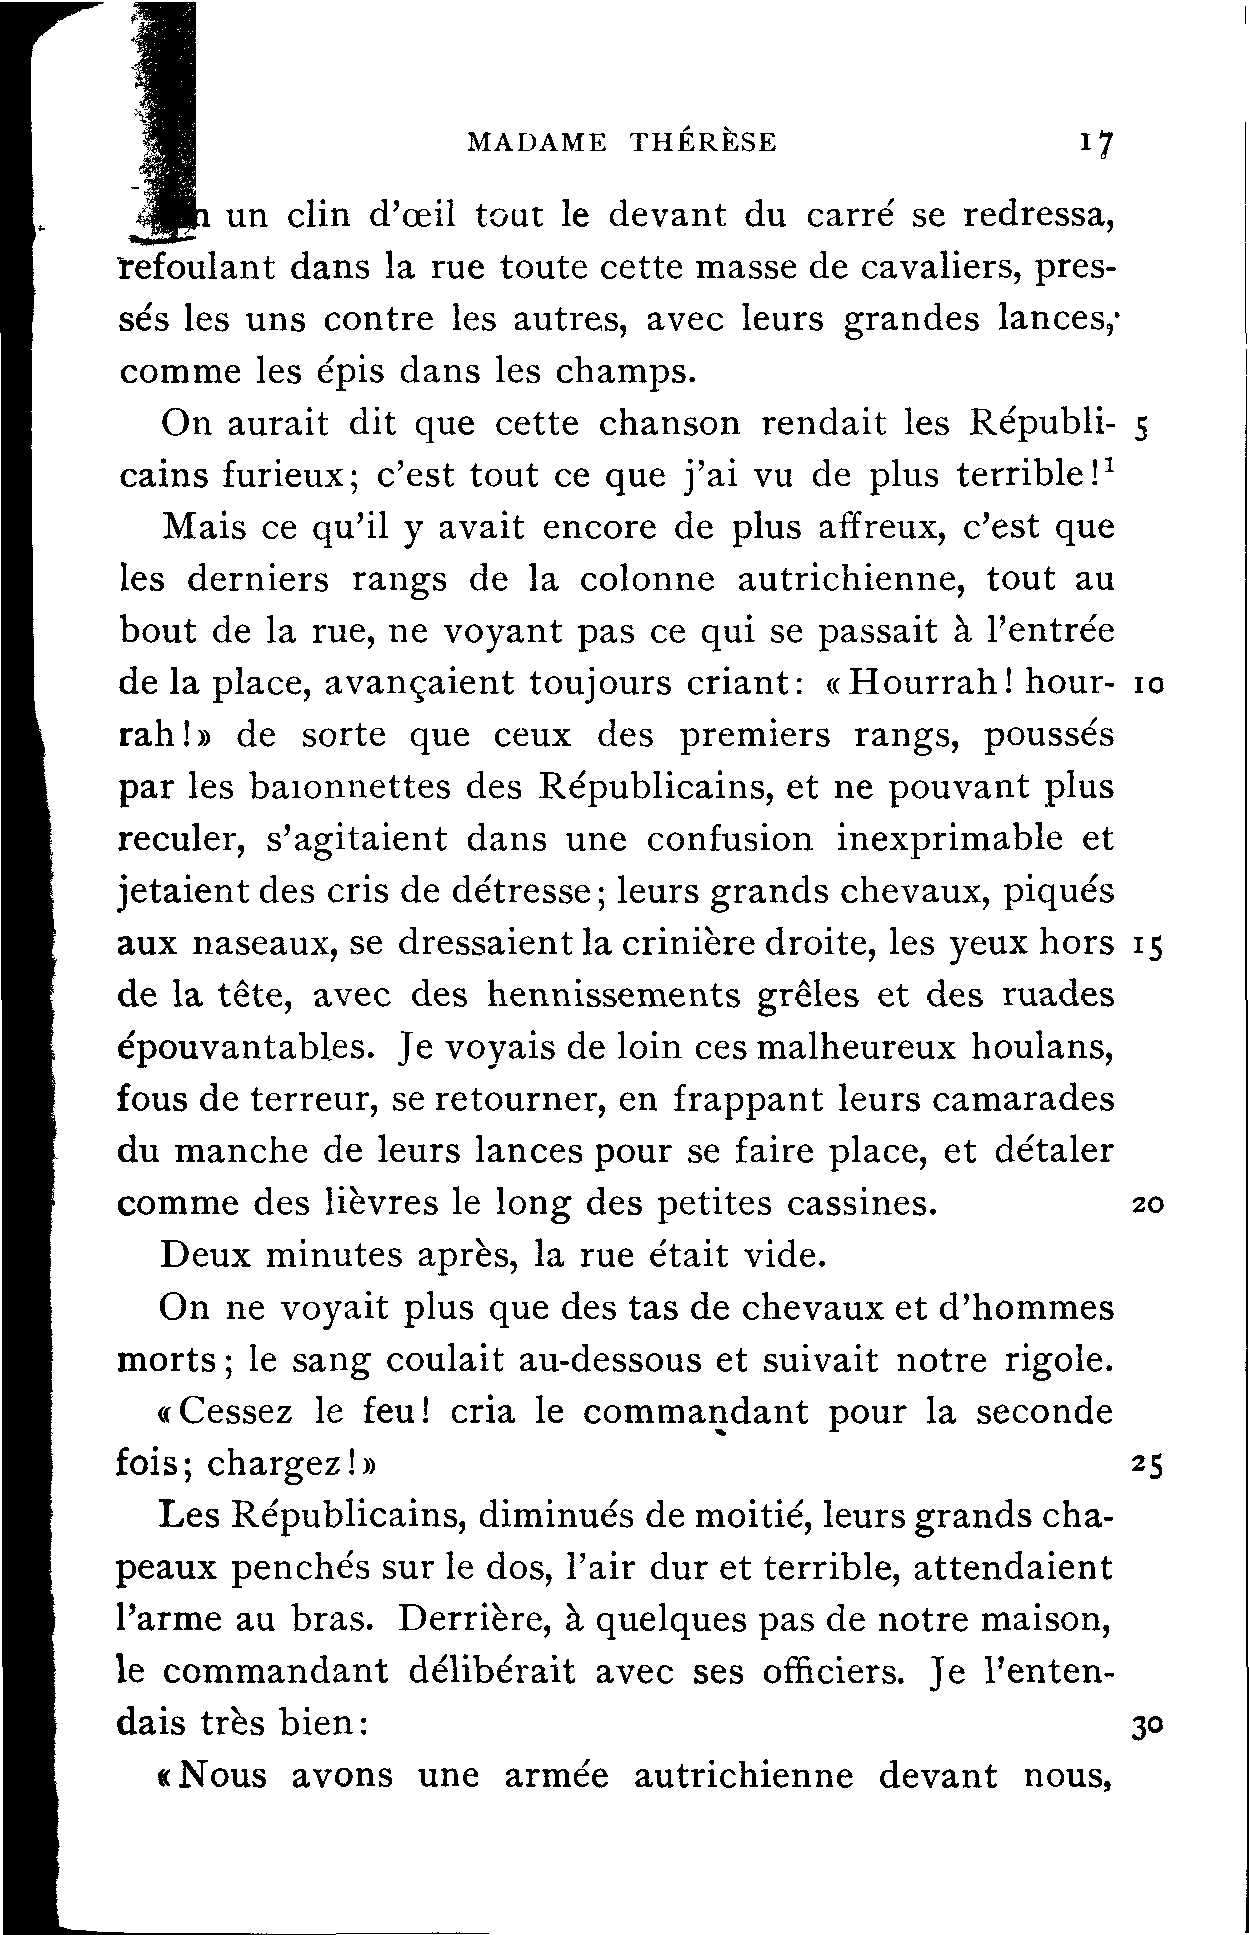 MADAME THÉRÈSE 17
un clin d'œil tout le devant du carré se redressa,
refoulant dans la rue toute cette masse de cavaliers, pres-
sés les uns contre les autres, avec leurs grandes lances,
comme les épis dans les champs.
On aurait dit que cette chanson rendait les Républi- 5
cains furieux; c'est tout ce que j'ai vu de plus terrible!¹
Mais ce qu'il y avait encore de plus affreux, c'est que
les derniers rangs de la colonne autrichienne, tout au
bout de la rue, ne voyant pas ce qui se passait à l'entrée
de la place, avançaient toujours criant: «Hourrah! hour- 10
rah!» de sorte que ceux des premiers rangs, poussés
par les baıonnettes des Républicains, et ne pouvant plus
reculer, s'agitaient dans une confusion inexprimable et
jetaient des cris de détresse; leurs grands chevaux, piqués
aux naseaux, se dressaient la crinière droite, les yeux hors 15
de la tête, avec des hennissements grêles et des ruades
épouvantables. Je voyais de loin ces malheureux houlans,
fous de terreur, se retourner, en frappant leurs camarades
du manche de leurs lances pour se faire place, et détaler
comme des lièvres le long des petites cassines. 20
Deux minutes après, la rue était vide.
On ne voyait plus que des tas de chevaux et d'hommes
morts; le sang coulait au-dessous et suivait notre rigole.
«Cessez le feu! cria le commandant pour la seconde
fois; chargez!» 25
Les Républicains, diminués de moitié, leurs grands cha-
peaux penchés sur le dos, l'air dur et terrible, attendaient
l'arme au bras. Derrière, à quelques pas de notre maison,
le commandant délibérait avec ses officiers. Je l'enten-
dais très bien: 30
«Nous avons une armée autrichienne devant nous,